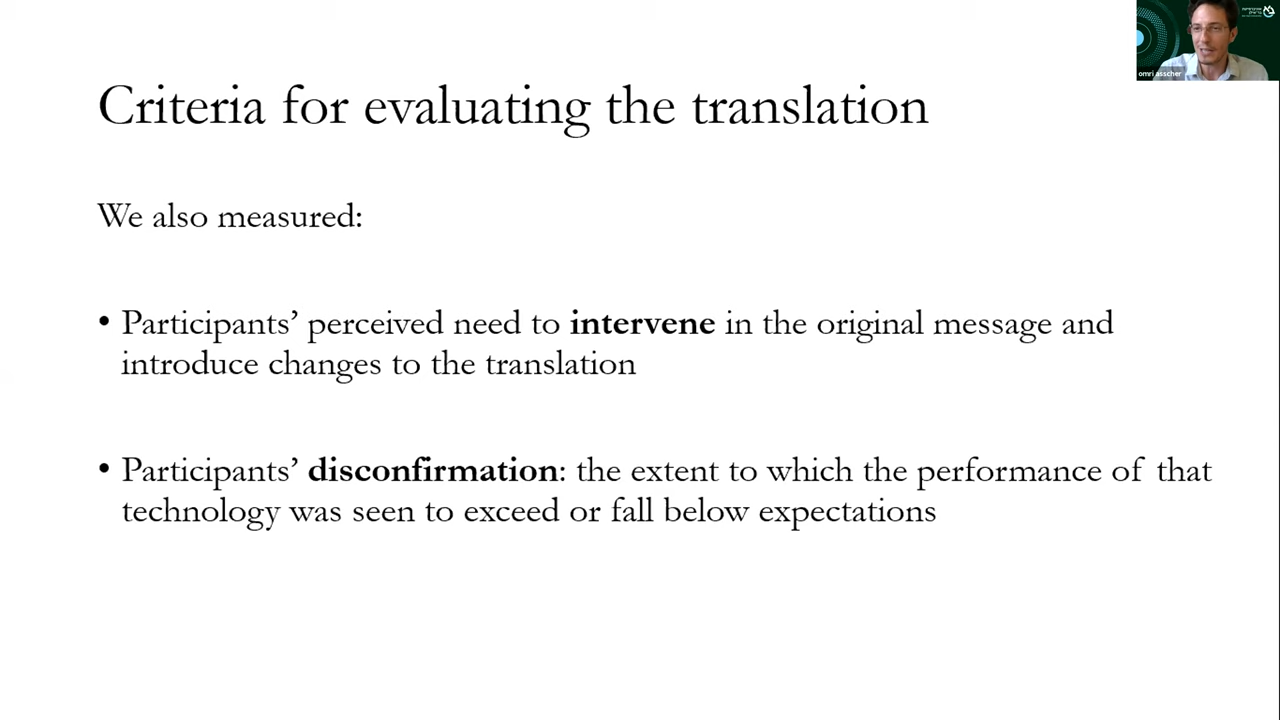 omri asscher
Criteria for evaluating the translation
We also measured:
• Participants’ perceived need to intervene in the original message and
introduce changes to the translation
• Participants’ disconfirmation: the extent to which the performance of that
technology was seen to exceed or fall below expectations